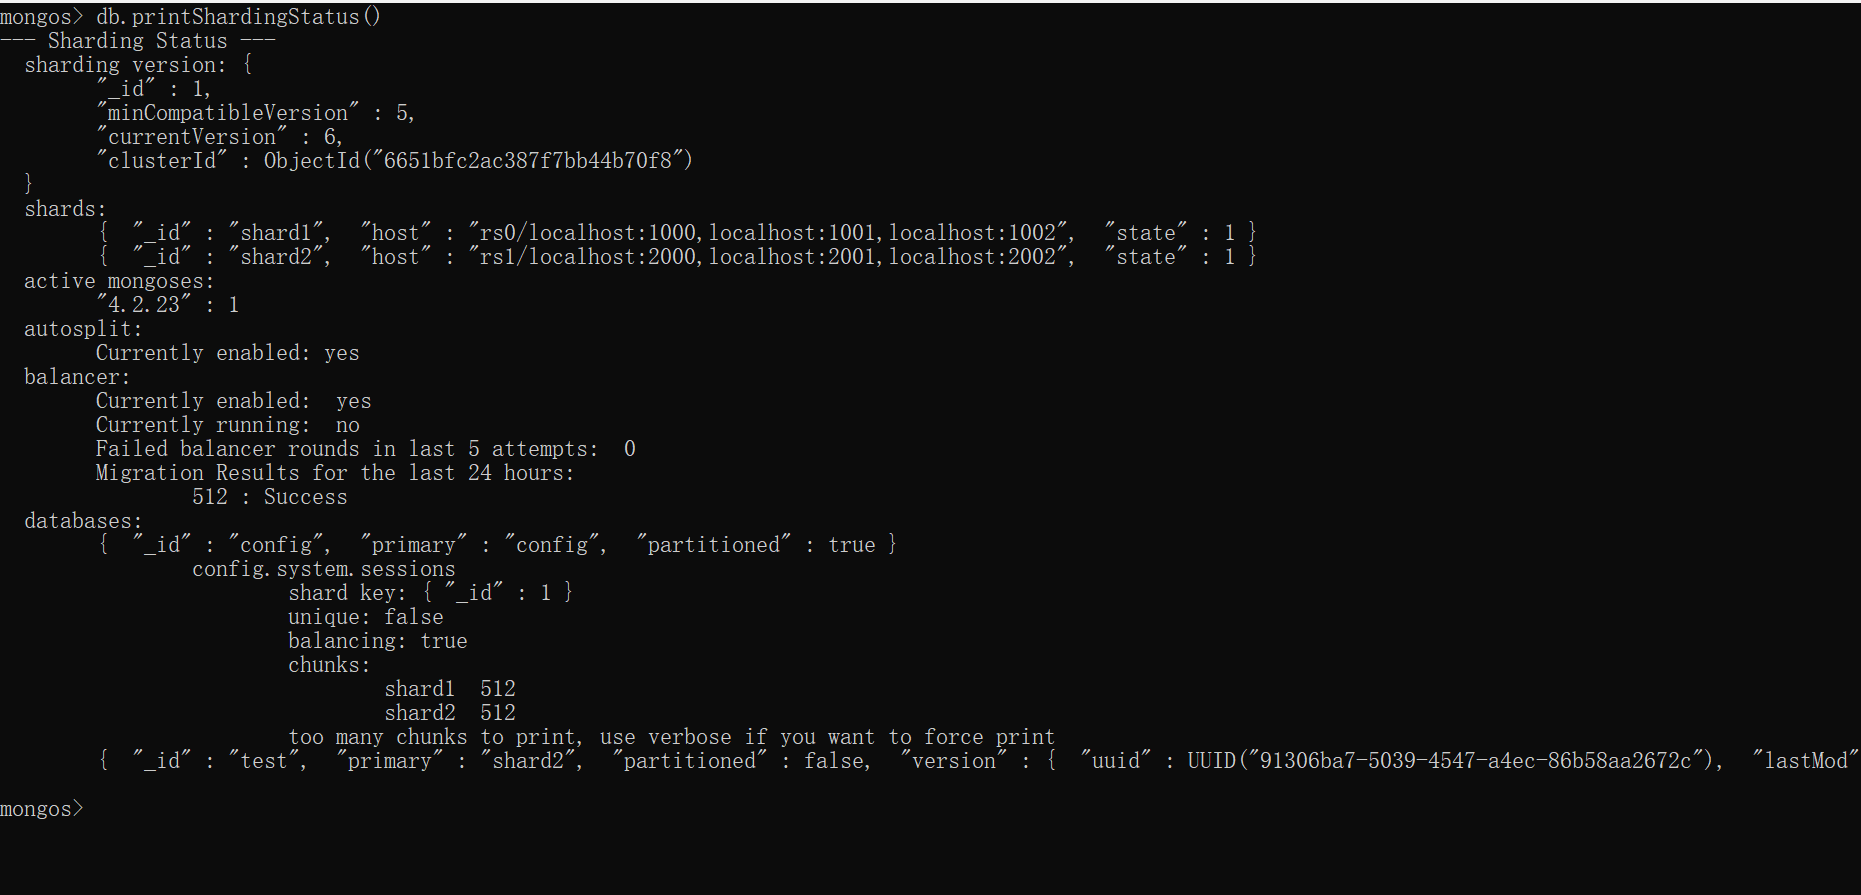 mongos> db.printShardingStatus()
--- Sharding Status ---
  sharding version: {
        "_id" : 1,
        "minCompatibleVersion" : 5,
        "currentVersion" : 6,
        "clusterId" : ObjectId("6651bfc2ac387f7bb44b70f8")
  }
  shards:
        {  "_id" : "shard1",  "host" : "rs0/localhost:1000,localhost:1001,localhost:1002",  "state" : 1 }
        {  "_id" : "shard2",  "host" : "rs1/localhost:2000,localhost:2001,localhost:2002",  "state" : 1 }
  active mongoses:
        "4.2.23" : 1
  autosplit:
        Currently enabled: yes
  balancer:
        Currently enabled:  yes
        Currently running:  no
        Failed balancer rounds in last 5 attempts:  0
        Migration Results for the last 24 hours:
                512 : Success
  databases:
        {  "_id" : "config",  "primary" : "config",  "partitioned" : true }
                config.system.sessions
                        shard key: { "_id" : 1 }
                        unique: false
                        balancing: true
                        chunks:
                                shard1  512
                                shard2  512
                        too many chunks to print, use verbose if you want to force print
        {  "_id" : "test",  "primary" : "shard2",  "partitioned" : false,  "version" : {  "uuid" : UUID("91306ba7-5039-4547-a4ec-86b58aa2672c"),  "lastMod"
mongos>